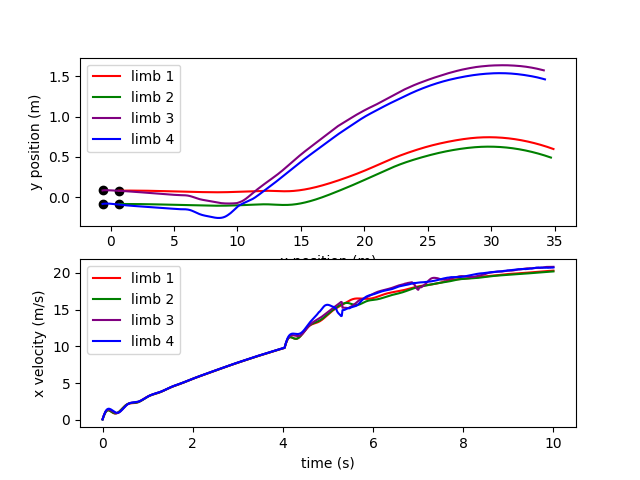 y position (m)
1.5
1.0
0.5
0.0
limb 1
limb 2
limb 3
limb 4
0 5 10 15 20 25 30 35
x position (m)
x velocity (m/s)
20
15
10
5
0
limb 1
limb 2
limb 3
limb 4
0 2 4 6 8 10
time (s)